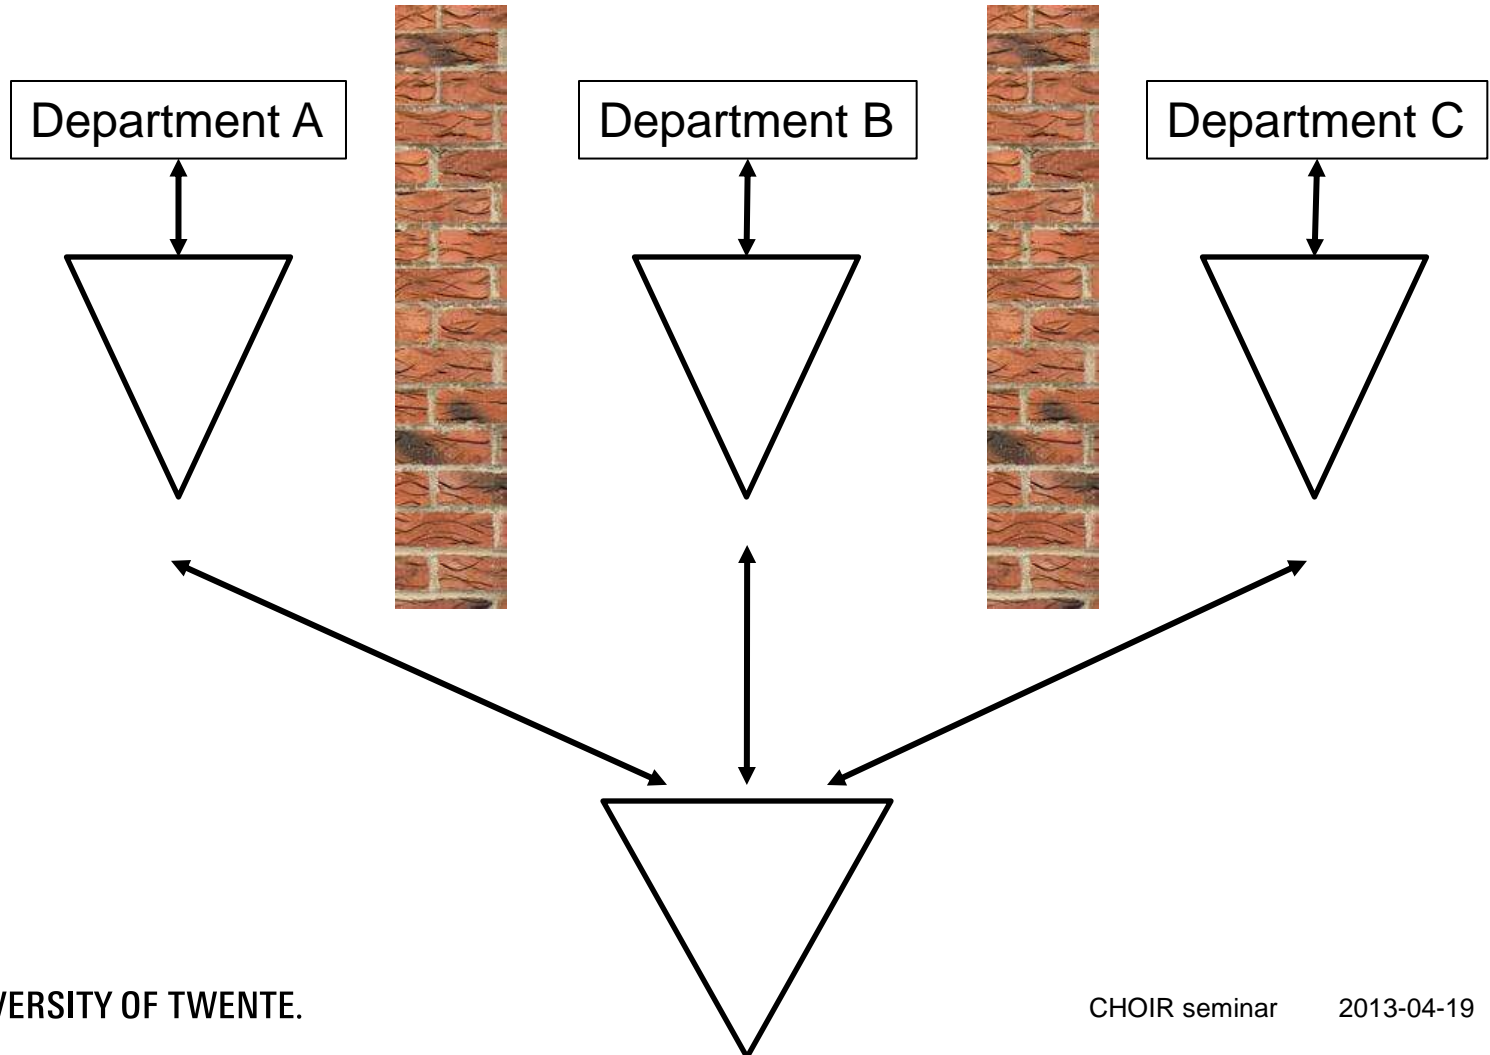 Department A
Department B
Department C
VERSITY OF TWENTE.
CHOIR seminar 2013-04-19